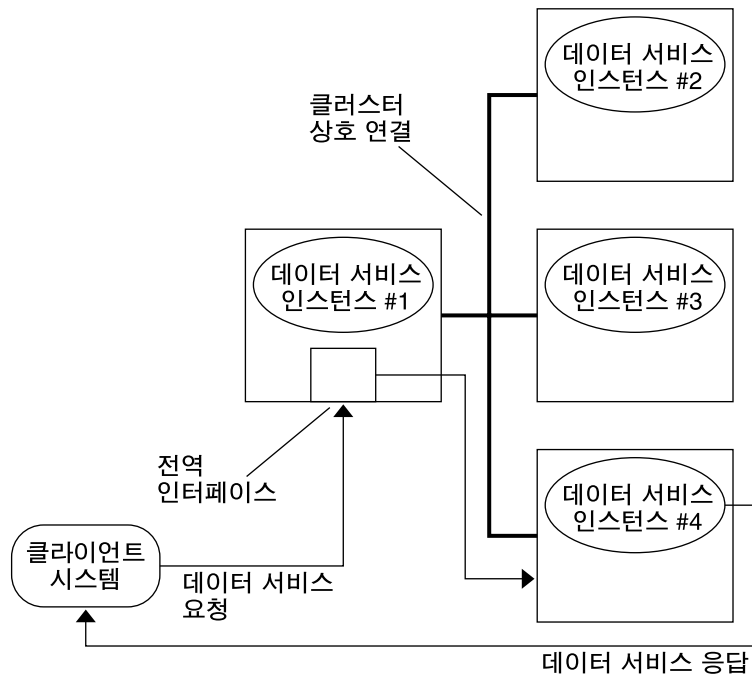 데이터 서비스
인스턴스 #2
클러스터
상호 연결
데이터 서비스
인스턴스 #1
데이터 서비스
인스턴스 #3
전역
인터페이스
데이터 서비스
인스턴스 #4
클라이언트
시스템
데이터 서비스
요청
데이터 서비스 응답